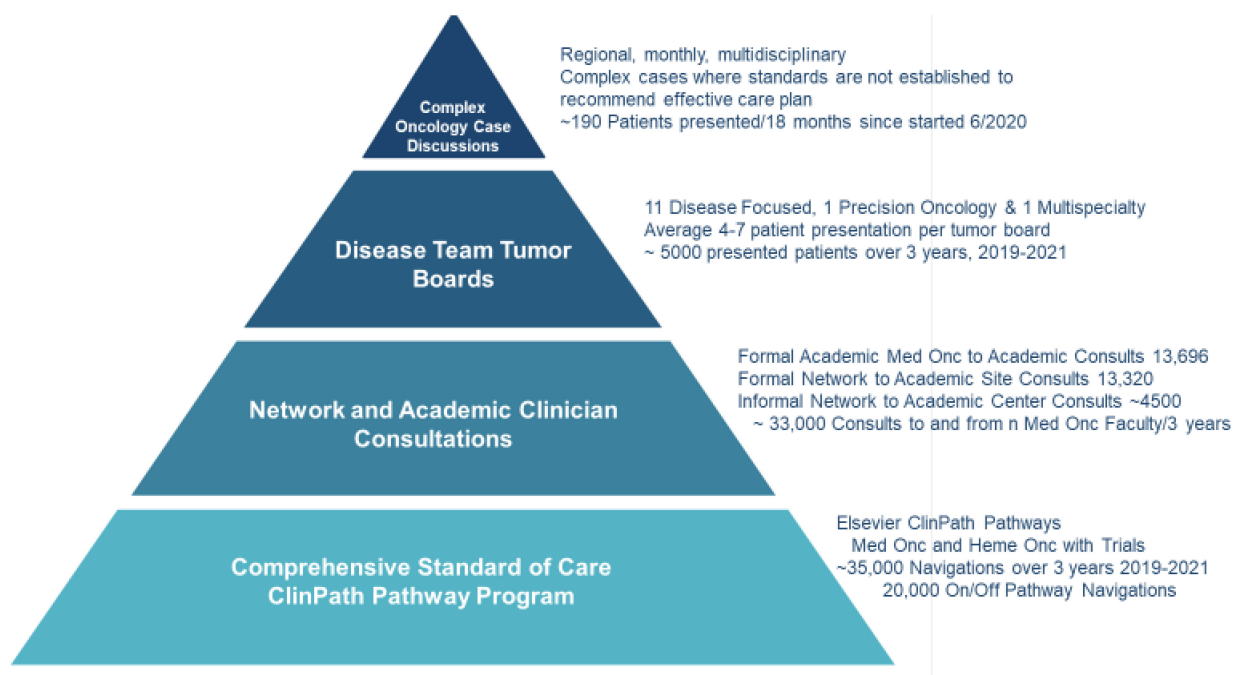 Complex
Oncology Case
Discussions
Regional, monthly, multidisciplinary
Complex cases where standards are not established to
recommend effective care plan
~190 Patients presented/18 months since started 6/2020
Disease Team Tumor
Boards
11 Disease Focused, 1 Precision Oncology & 1 Multispecialty
Average 4-7 patient presentation per tumor board
~ 5000 presented patients over 3 years, 2019-2021
Network and Academic Clinician
Consultations
Formal Academic Med Onc to Academic Consults 13,696
Formal Network to Academic Site Consults 13,320
Informal Network to Academic Center Consults ~4500
~ 33,000 Consults to and from n Med Onc Faculty/3 years
Comprehensive Standard of Care
ClinPath Pathway Program
Elsevier ClinPath Pathways
Med Onc and Heme Onc with Trials
~35,000 Navigations over 3 years 2019-2021
20,000 On/Off Pathway Navigations